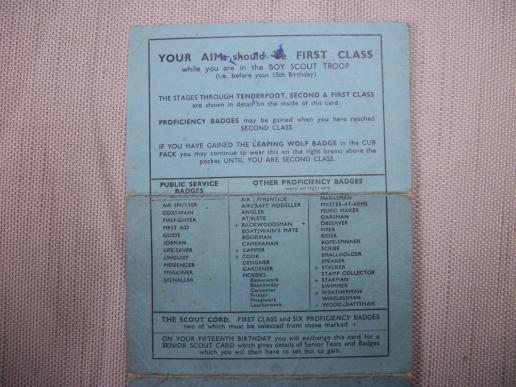 YOUR AIM should be FIRST CLASS
while you are in the BOY SCOUT TROOP
(i.e. before your 15th Birthday)
THE STAGES THROUGH TENDERFOOT, SECOND & FIRST CLASS
are shown in detail on the inside of this card.
PROFICIENCY BADGES may be gained when you have reached
SECOND CLASS.
IF YOU HAVE GAINED THE LEAPING WOLF BADGE in the CUB
PACK you may continue to wear this on the right breast above the
pocket UNTIL YOU ARE SECOND CLASS.
PUBLIC SERVICE
BADGES
AIR SPOTTER
COXSWAIN
FIREFIGHTER
FIRST AID
GUIDE
JOBMAN
LIFE-SAVER
LINGUIST
MESSENGER
MISSIONER
SIGNALLER
OTHER PROFICIENCY BADGES
worn on right arm
AIR APPRENTICE
AIRCRAFT MODELLER
ANGLER
ATHLETE
+ BACKWOODSMAN
BOATSWAIN'S MATE
BOOKMAN
CAMERAMAN
+ CAMPER
+ COOK
DESIGNER
GARDENER
HOBBIES
Basketwork
Bookbinder
Carpenter
Printer
Metalwork
Leatherwork
MARKSMAN
MASTER-AT-ARMS
MUSIC MAKER
OARSMAN
+ OBSERVER
PIPER
RIDER
ROPE-SPINNER
SCRIBE
SMALLHOLDER
SPEAKER
+ STALKER
STAMP COLLECTOR
+ STARMAN
SWIMMER
+ WEATHERMAN
WIRELESSMAN
+ WOODCRAFTSMAN
THE SCOUT CORD. FIRST CLASS and SIX PROFICIENCY BADGES
two of which must be selected from those marked +
ON YOUR FIFTEENTH BIRTHDAY you will exchange this card for a
SENIOR SCOUT CARD which gives details of Senior Tests and Badges
which you will then have to set out to gain.